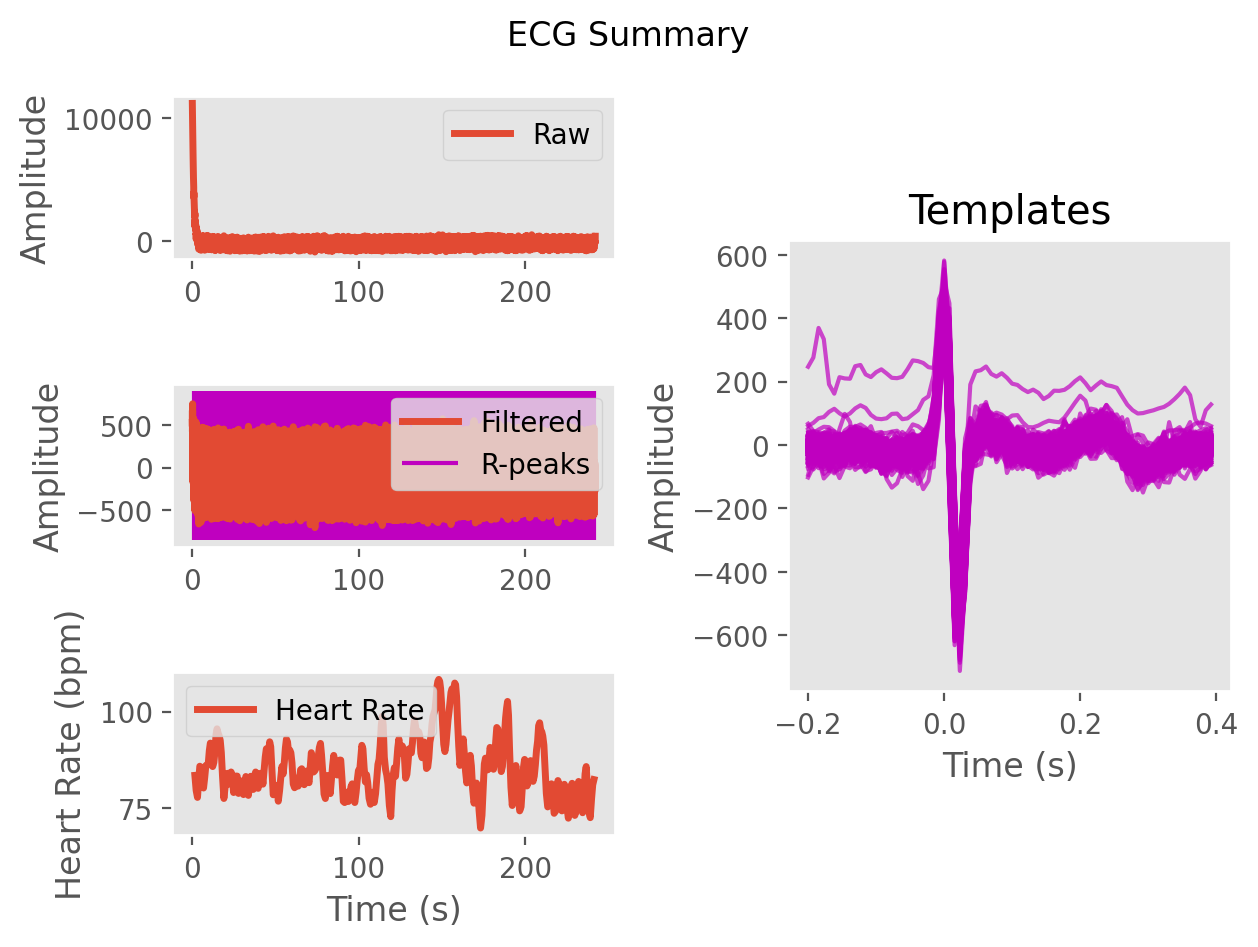 ECG Summary
Amplitude
10000
0
Raw
0 100 200
Amplitude
500
0
−500
Filtered
R-peaks
0 100 200
Heart Rate (bpm)
100
75
Heart Rate
0 100 200
Time (s)
Templates
Amplitude
600
400
200
0
−200
−400
−600
−0.2 0.0 0.2 0.4
Time (s)